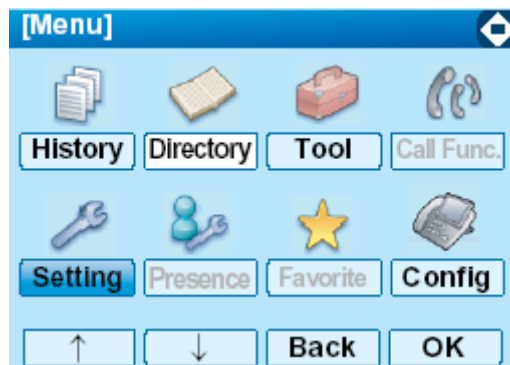 [Menu]
History Directory Tool Call Func.
Setting Presence Favorite Config
↑ ↓ Back OK